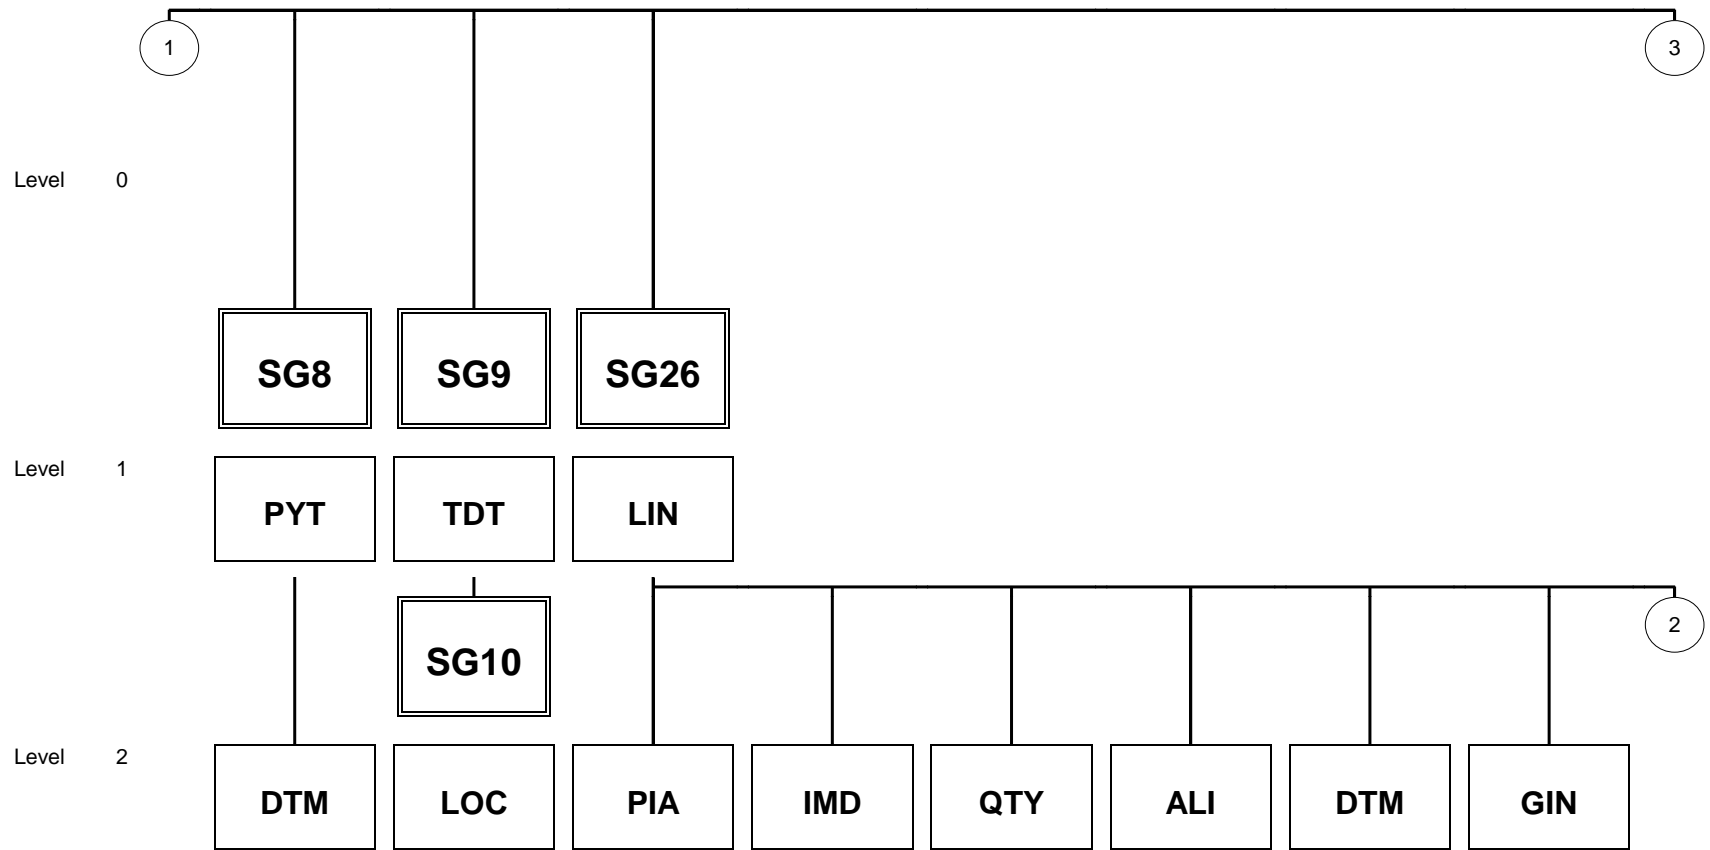 1 3
Level 0
SG8 SG9 SG26
Level 1
PYT TDT LIN
2
SG10
Level 2
DTM LOC PIA IMD QTY ALI DTM GIN